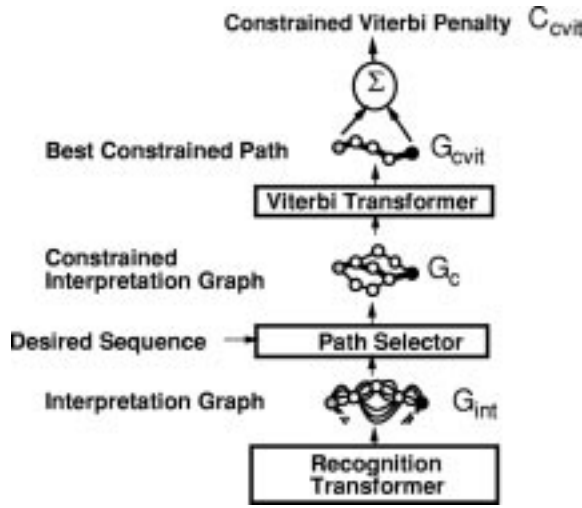 Constrained Viterbi Penalty C_cvit
Σ
Best Constrained Path G_cvit
Viterbi Transformer
Constrained
Interpretation Graph G_c
Desired Sequence Path Selector
Interpretation Graph G_int
Recognition
Transformer